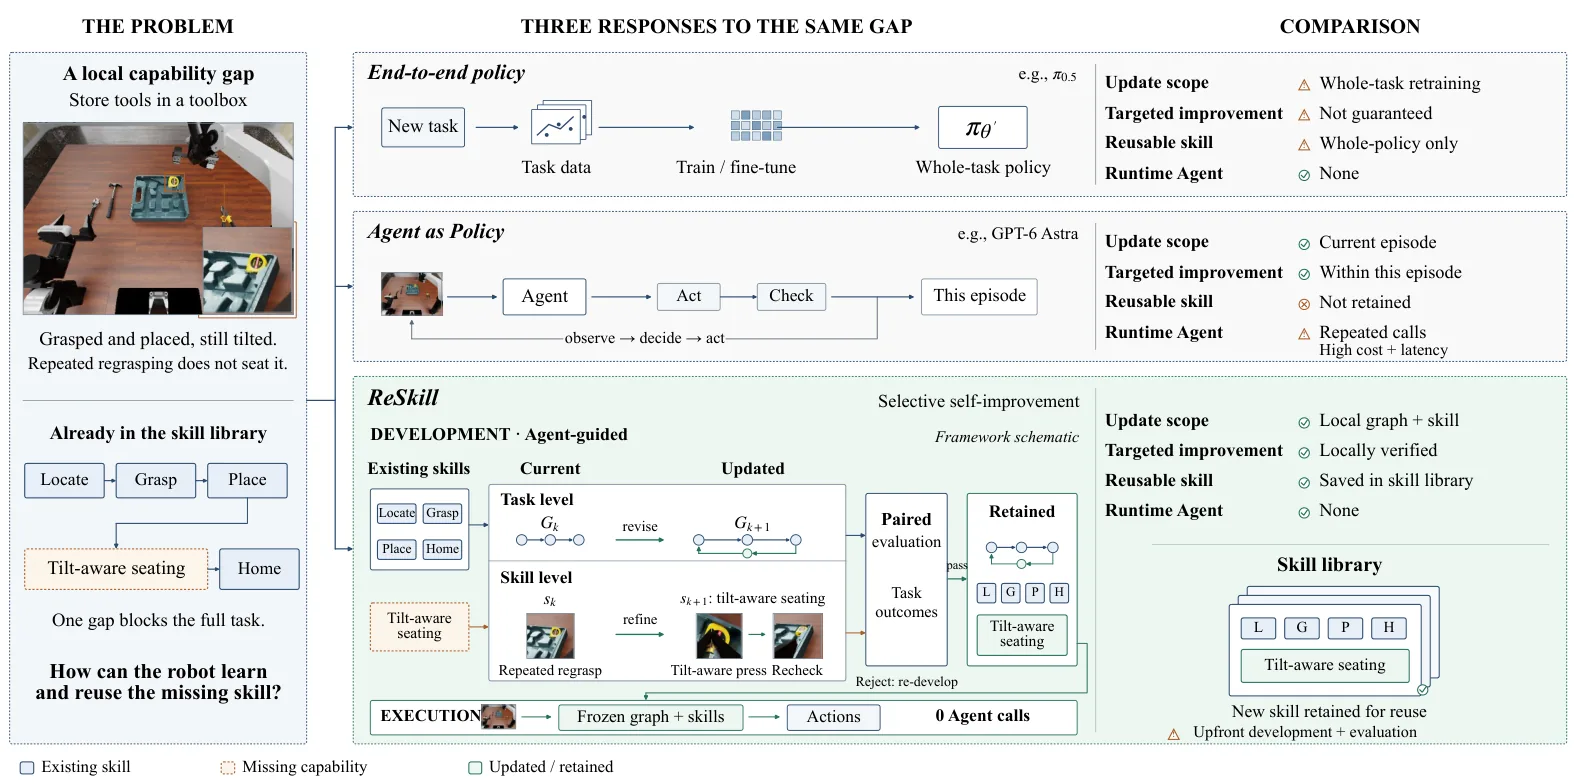 THE PROBLEM
A local capability gap
Store tools in a toolbox
Grasped and placed, still tilted.
Repeated regrasping does not seat it.
Already in the skill library
Locate
Grasp
Place
Tilt-aware seating
Home
One gap blocks the full task.
How can the robot learn
and reuse the missing skill?
THREE RESPONSES TO THE SAME GAP
End-to-end policy
e.g., π0.5
New task
Task data
Train / fine-tune
πθ′
Whole-task policy
Agent as Policy
e.g., GPT-6 Astra
Agent
Act
Check
This episode
observe → decide → act
ReSkill
Selective self-improvement
DEVELOPMENT · Agent-guided
Framework schematic
Existing skills
Current
Updated
Locate
Grasp
Place
Home
Tilt-aware
seating
Task level
Gk
revise
Gk+1
Skill level
sk
refine
sk+1: tilt-aware seating
Repeated regrasp
Tilt-aware press
Recheck
Paired
evaluation
Task
outcomes
pass
Retained
L
G
P
H
Tilt-aware
seating
Reject: re-develop
EXECUTION
Frozen graph + skills
Actions
0 Agent calls
COMPARISON
Update scope
Whole-task retraining
Targeted improvement
Not guaranteed
Reusable skill
Whole-policy only
Runtime Agent
None
Update scope
Current episode
Targeted improvement
Within this episode
Reusable skill
Not retained
Runtime Agent
Repeated calls
High cost + latency
Update scope
Local graph + skill
Targeted improvement
Locally verified
Reusable skill
Saved in skill library
Runtime Agent
None
Skill library
L
G
P
H
Tilt-aware seating
New skill retained for reuse
Upfront development + evaluation
Existing skill
Missing capability
Updated / retained